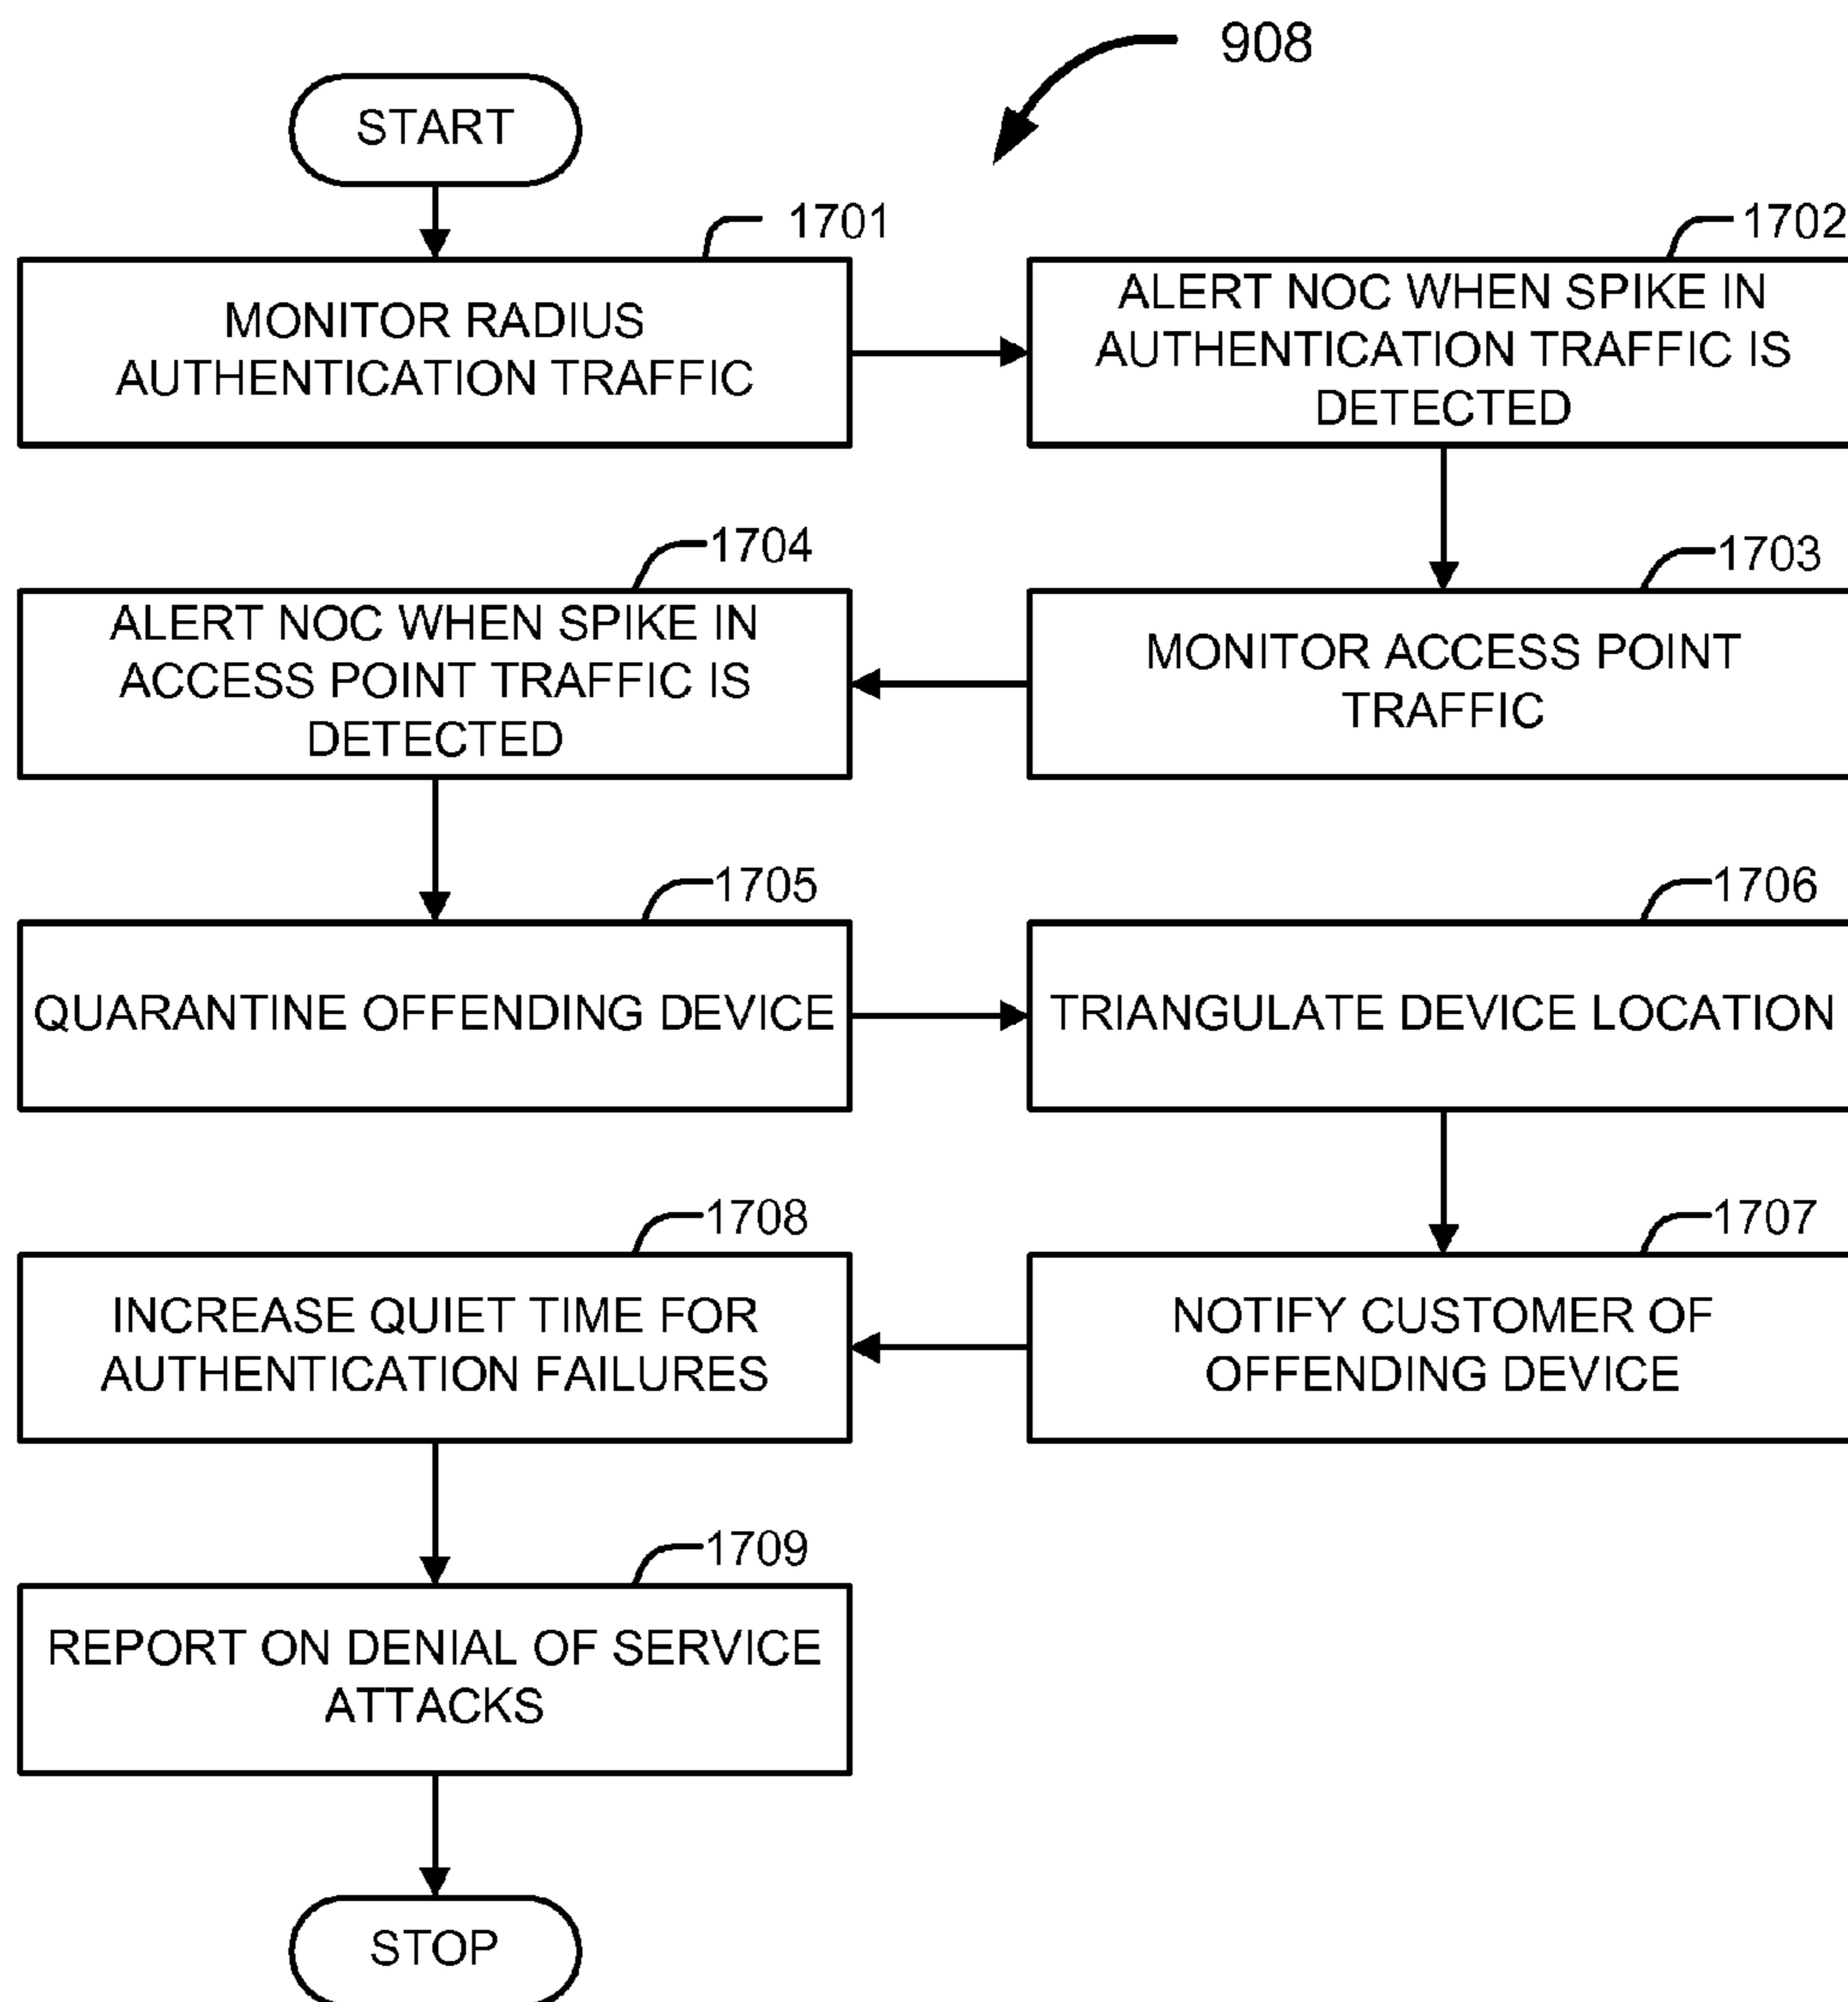 908
START
1701
MONITOR RADIUS
AUTHENTICATION TRAFFIC
1702
ALERT NOC WHEN SPIKE IN
AUTHENTICATION TRAFFIC IS
DETECTED
1703
MONITOR ACCESS POINT
TRAFFIC
1704
ALERT NOC WHEN SPIKE IN
ACCESS POINT TRAFFIC IS
DETECTED
1705
QUARANTINE OFFENDING DEVICE
1706
TRIANGULATE DEVICE LOCATION
1707
NOTIFY CUSTOMER OF
OFFENDING DEVICE
1708
INCREASE QUIET TIME FOR
AUTHENTICATION FAILURES
1709
REPORT ON DENIAL OF SERVICE
ATTACKS
STOP